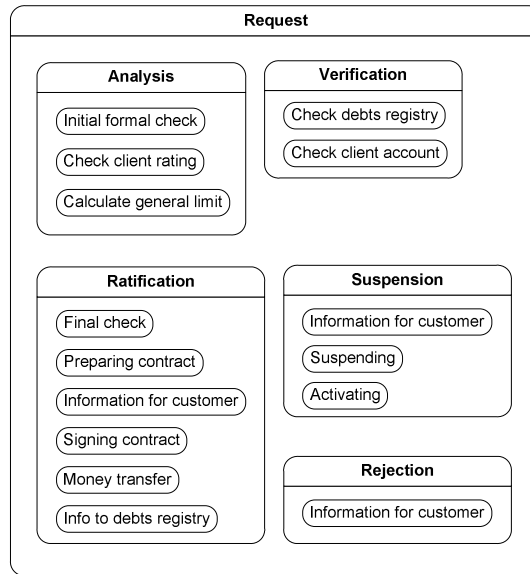 Request
Analysis
Initial formal check
Check client rating
Calculate general limit
Verification
Check debts registry
Check client account
Ratification
Final check
Preparing contract
Information for customer
Signing contract
Money transfer
Info to debts registry
Suspension
Information for customer
Suspending
Activating
Rejection
Information for customer